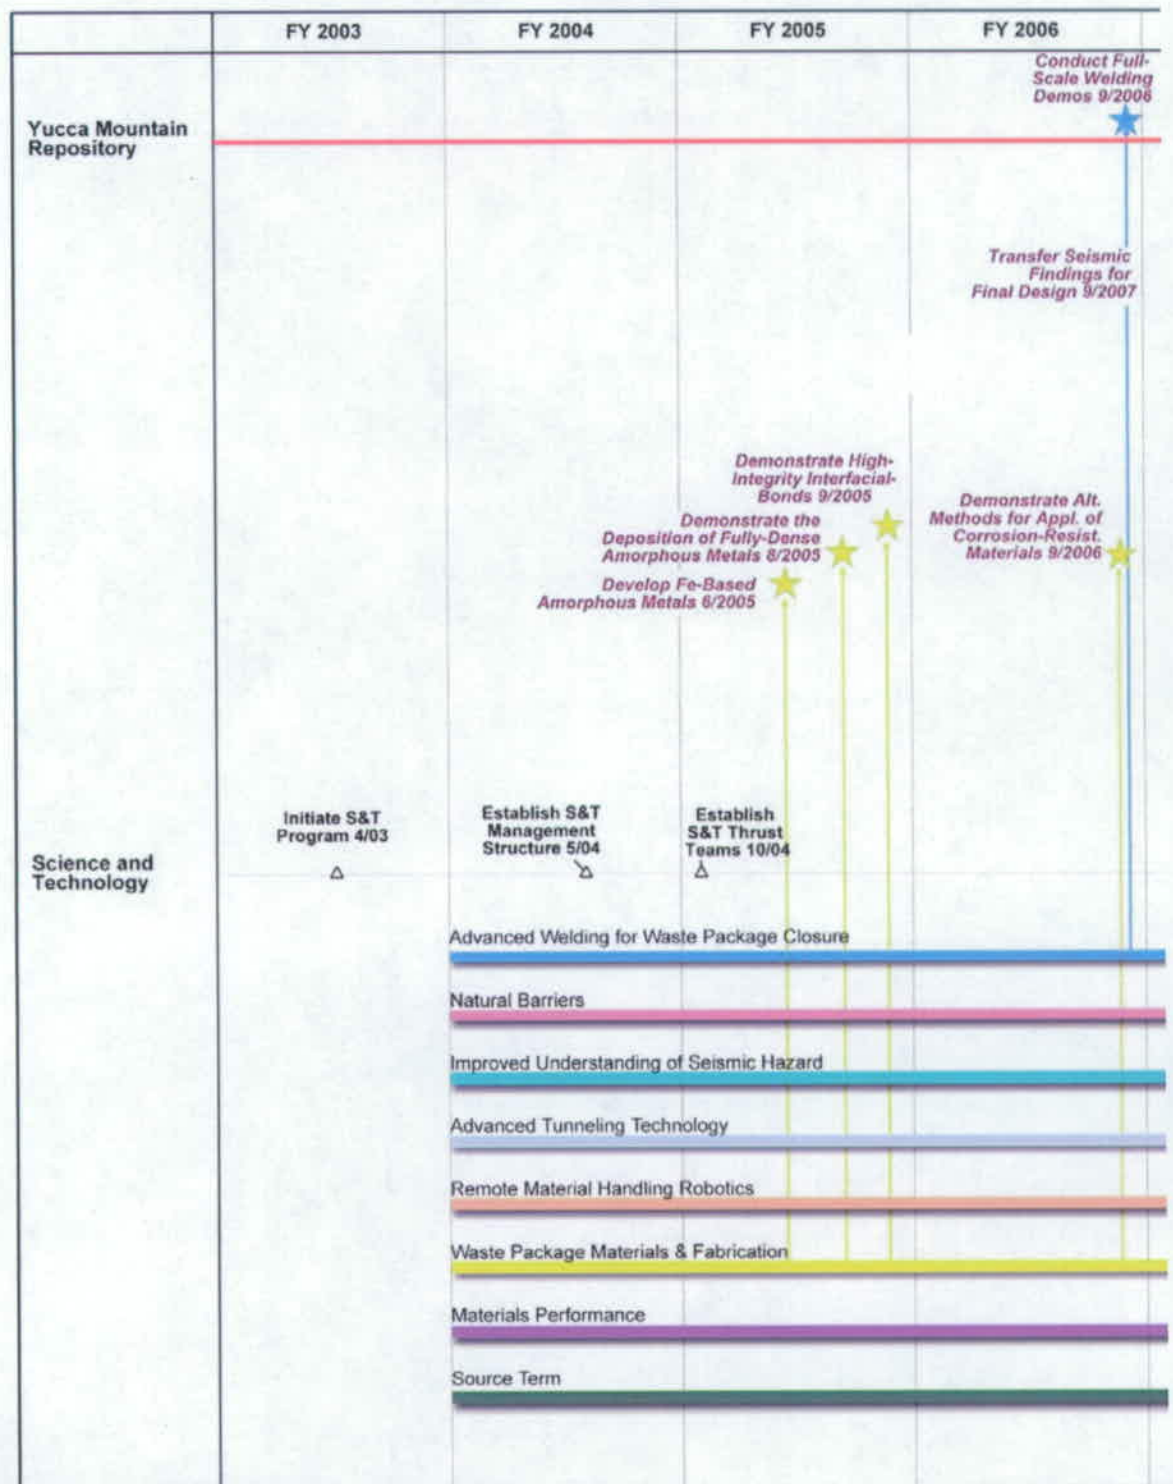 FY 2003
FY 2004
FY 2005
FY 2006
Conduct Full-
Scale Welding
Demos 9/2006
Yucca Mountain
Repository
Transfer Seismic
Findings for
Final Design 9/2007
Demonstrate High-
Integrity Interfacial-
Bonds 9/2005
Demonstrate Alt.
Methods for Appl. of
Corrosion-Resist.
Materials 9/2006
Demonstrate the
Deposition of Fully-Dense
Amorphous Metals 8/2005
Develop Fe-Based
Amorphous Metals 6/2005
Initiate S&T
Program 4/03
Establish S&T
Management
Structure 5/04
Establish
S&T Thrust
Teams 10/04
Science and
Technology
Advanced Welding for Waste Package Closure
Natural Barriers
Improved Understanding of Seismic Hazard
Advanced Tunneling Technology
Remote Material Handling Robotics
Waste Package Materials & Fabrication
Materials Performance
Source Term